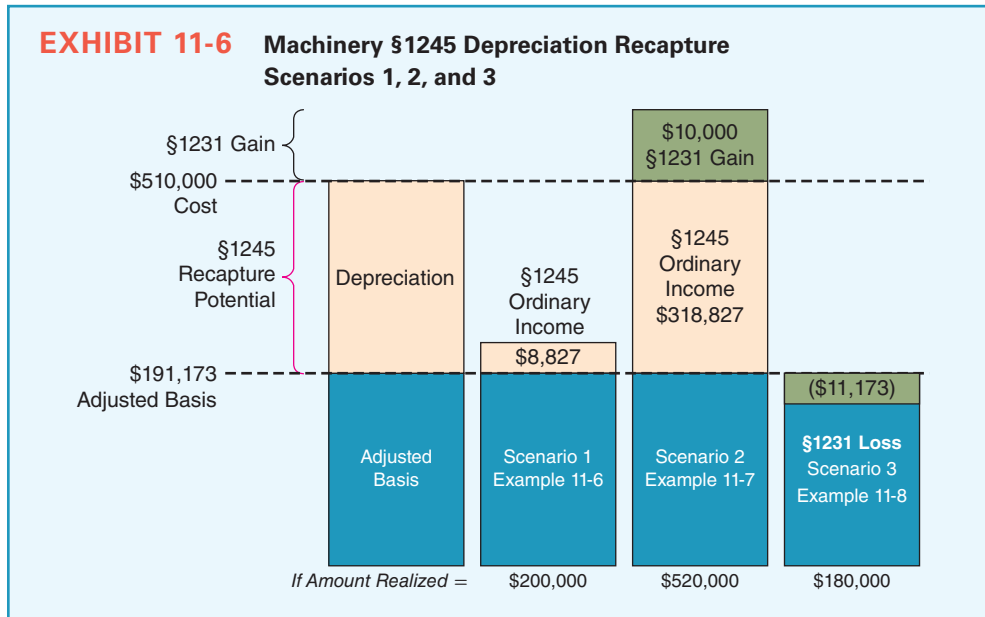 EXHIBIT 11-6 Machinery §1245 Depreciation Recapture
Scenarios 1, 2, and 3
§1231 Gain
$510,000
Cost
§1245
Recapture
Potential
$191,173
Adjusted Basis
Depreciation
Adjusted
Basis
§1245
Ordinary
Income
$8,827
Scenario 1
Example 11-6
$10,000
§1231 Gain
§1245
Ordinary
Income
$318,827
Scenario 2
Example 11-7
($11,173)
§1231 Loss
Scenario 3
Example 11-8
If Amount Realized = $200,000 $520,000 $180,000